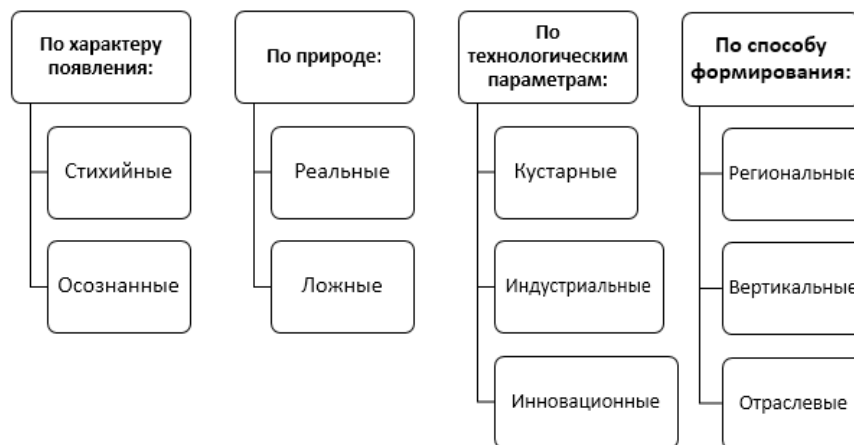 По характеру
появления:
Стихийные
Осознанные
По природе:
Реальные
Ложные
По
технологическим
параметрам:
Кустарные
Индустриальные
Инновационные
По способу
формирования:
Региональные
Вертикальные
Отраслевые